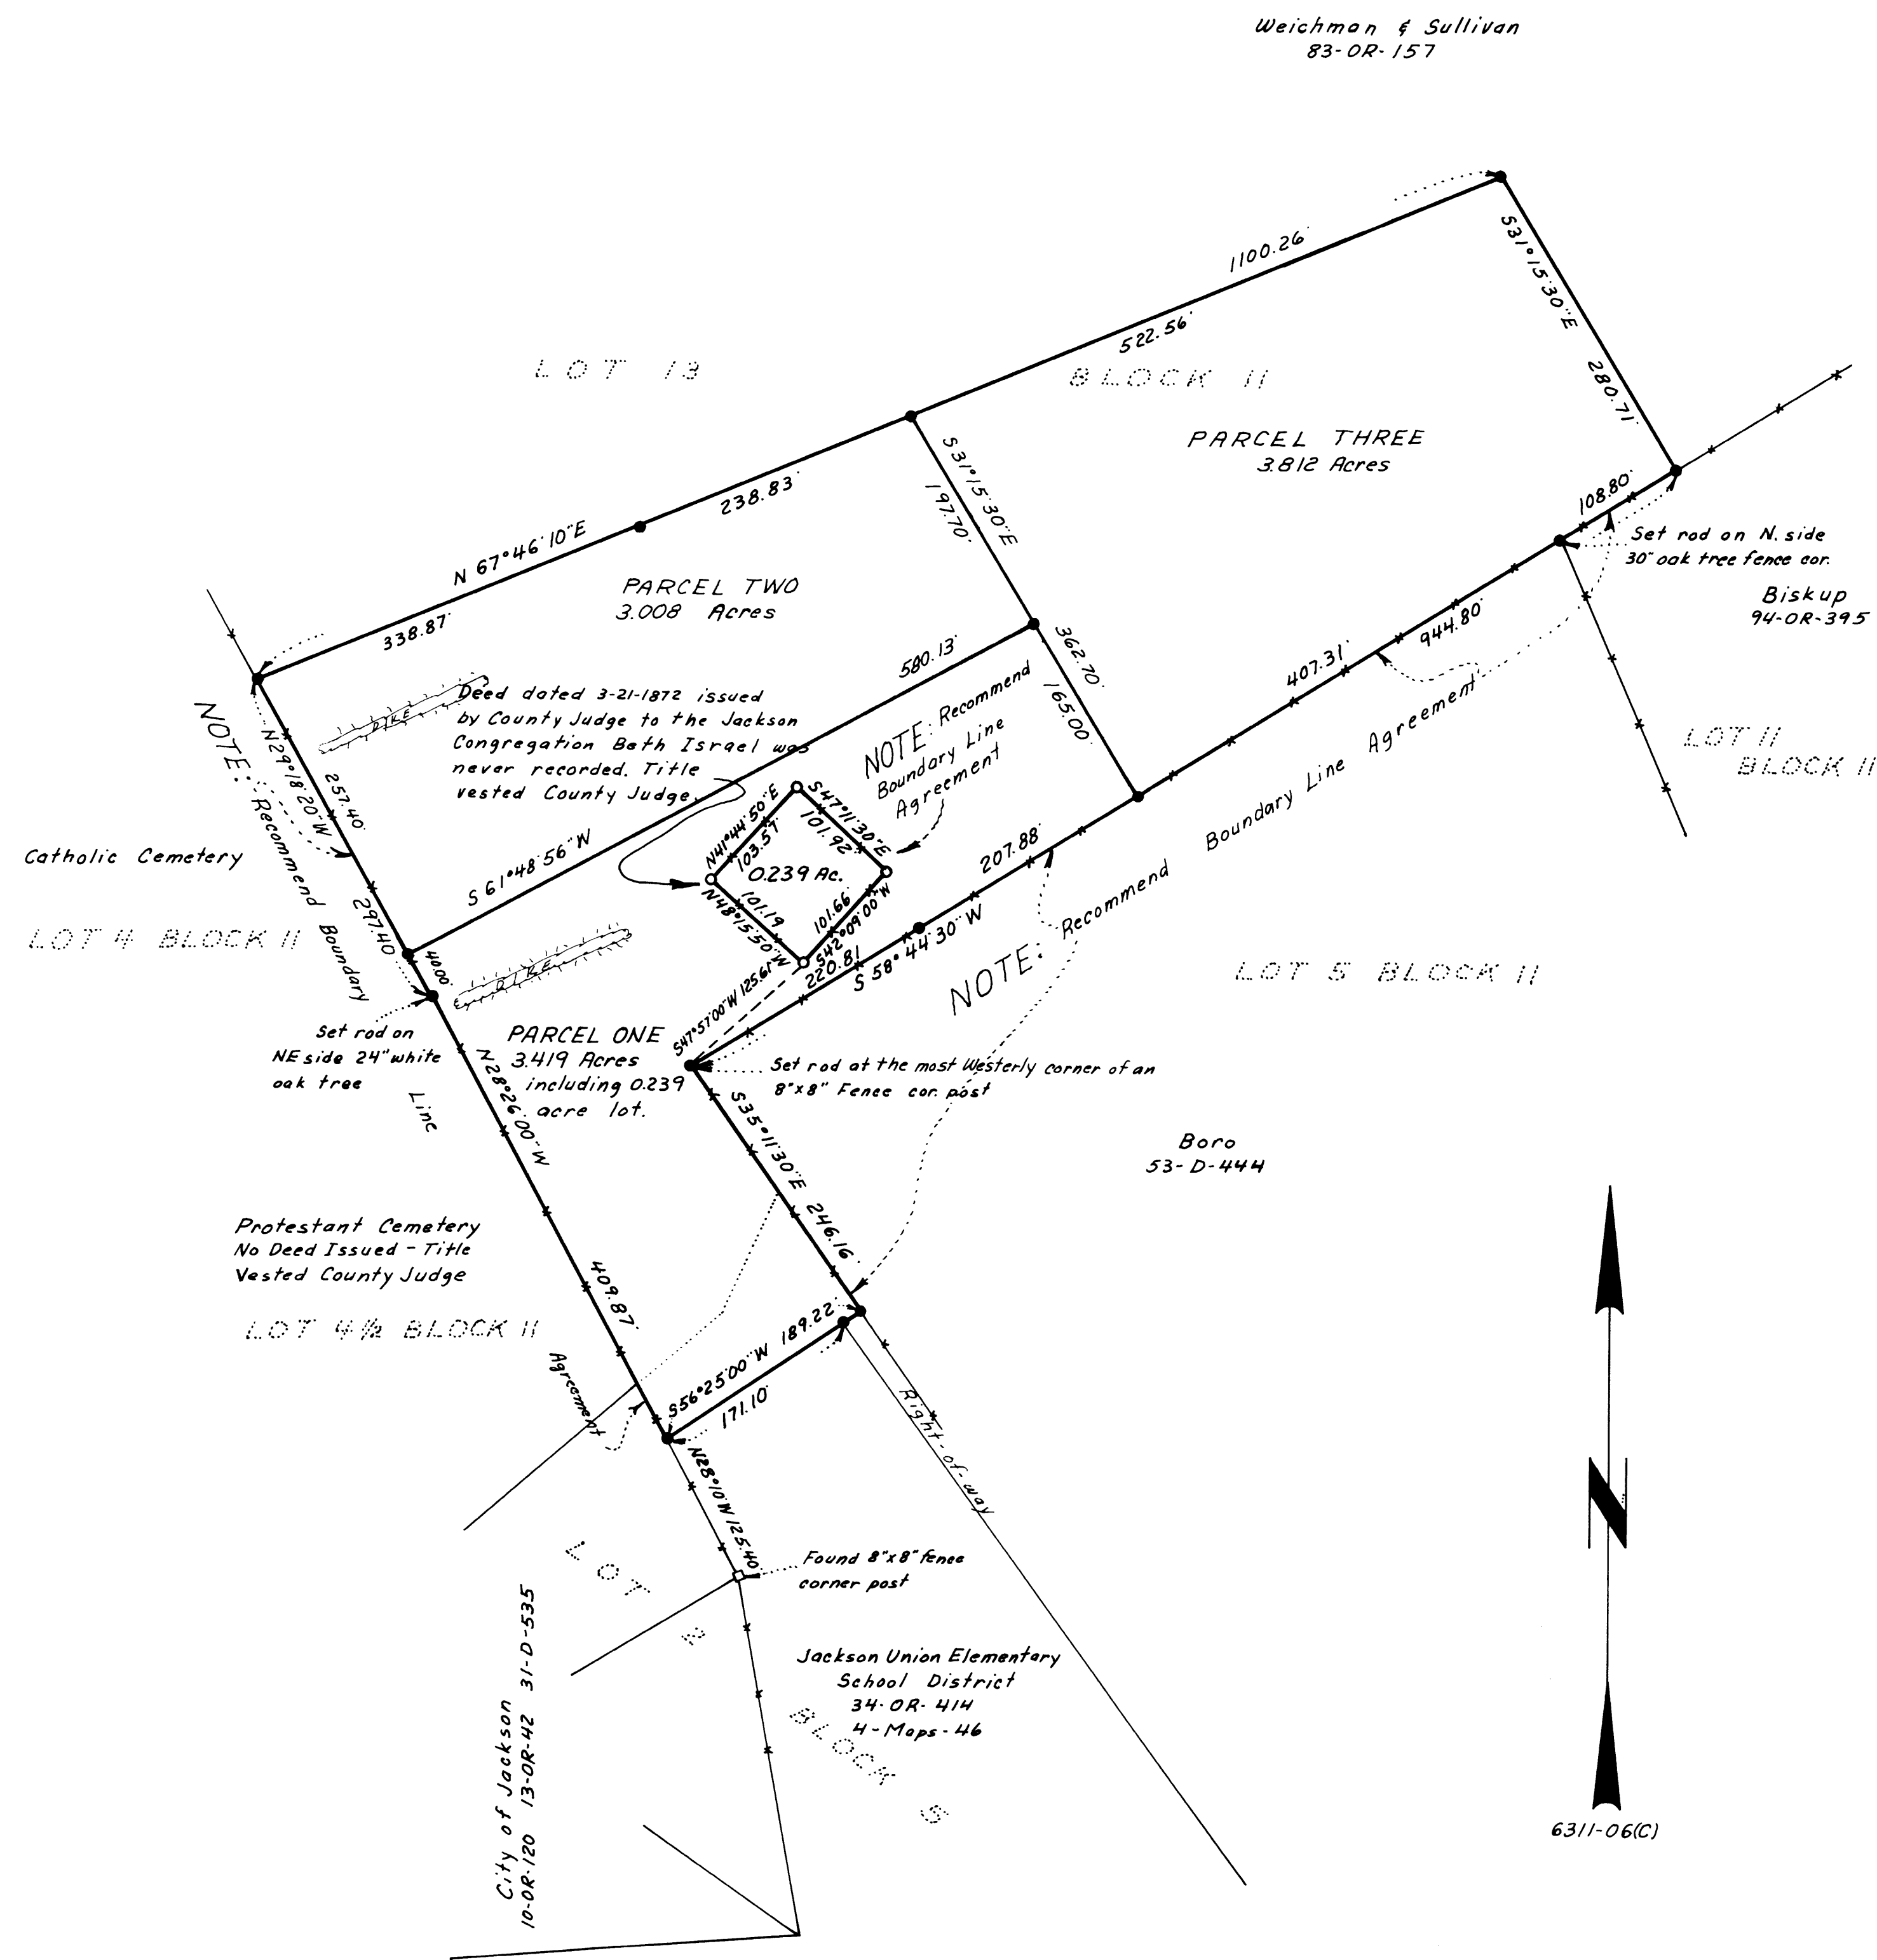 Weichman & Sullivan
83-OR-157
1100.26'
522.56'
S31°15'30"E
280.71'
LOT 13
BLOCK 11
PARCEL THREE
3.812 Acres
S31°15'30"E
197.70'
238.83'
N 67°46'10"E
338.87'
PARCEL TWO
3.008 Acres
108.80'
Set rod on N. side
30" oak tree fence cor.
Biskup
94-OR-395
944.80'
407.31'
362.70'
165.00'
580.13'
S 61°48'56"W
DIKE
Deed dated 3-21-1872 issued
by County Judge to the Jackson
Congregation Beth Israel was
never recorded. Title
vested County Judge.
NOTE: Recommend
Boundary Line
Agreement
LOT 11
BLOCK 11
NOTE: Recommend Boundary Line Agreement
N29°18'20"W
257.40'
297.40
40.00'
Catholic Cemetery
LOT 4 BLOCK 11
N41°44'50"E
103.57'
S47°11'30"E
101.92'
0.239 Ac.
101.19
N48°15'50"W
101.66'
S42°09'00"W
207.88'
220.81
S 58°44'30"W
NOTE: Recommend Boundary Line Agreement
LOT 5 BLOCK 11
DIKE
S47°57'00"W 125.61'
Set rod on
NE side 24" white
oak tree
PARCEL ONE
3.419 Acres
including 0.239
acre lot.
Set rod at the most Westerly corner of an
8"x8" Fence cor. post
N28°26'00"W
409.87'
S35°11'30"E 246.16'
Boro
53-D-444
Protestant Cemetery
No Deed Issued - Title
Vested County Judge
LOT 4½ BLOCK 11
S56°25'00"W 189.22'
171.10'
Right-of-way
N28°10'W 125.40'
Found 8"x8" fence
corner post
LOT 2 BLOCK 5
Jackson Union Elementary
School District
34-OR-414
4-Maps-46
City of Jackson
10-OR-120 13-OR-42 31-D-535
N
6311-06(C)